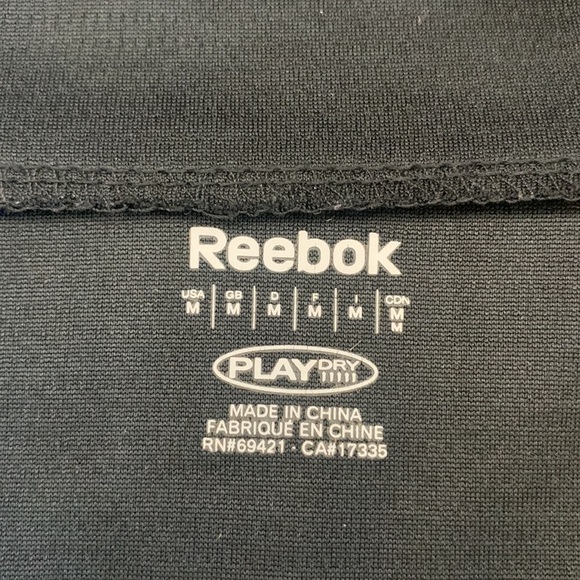 Reebok
USA GB D F I CDN
M M M M M M
M
PLAYDRY
MADE IN CHINA
FABRIQUÉ EN CHINE
RN#69421 · CA#17335